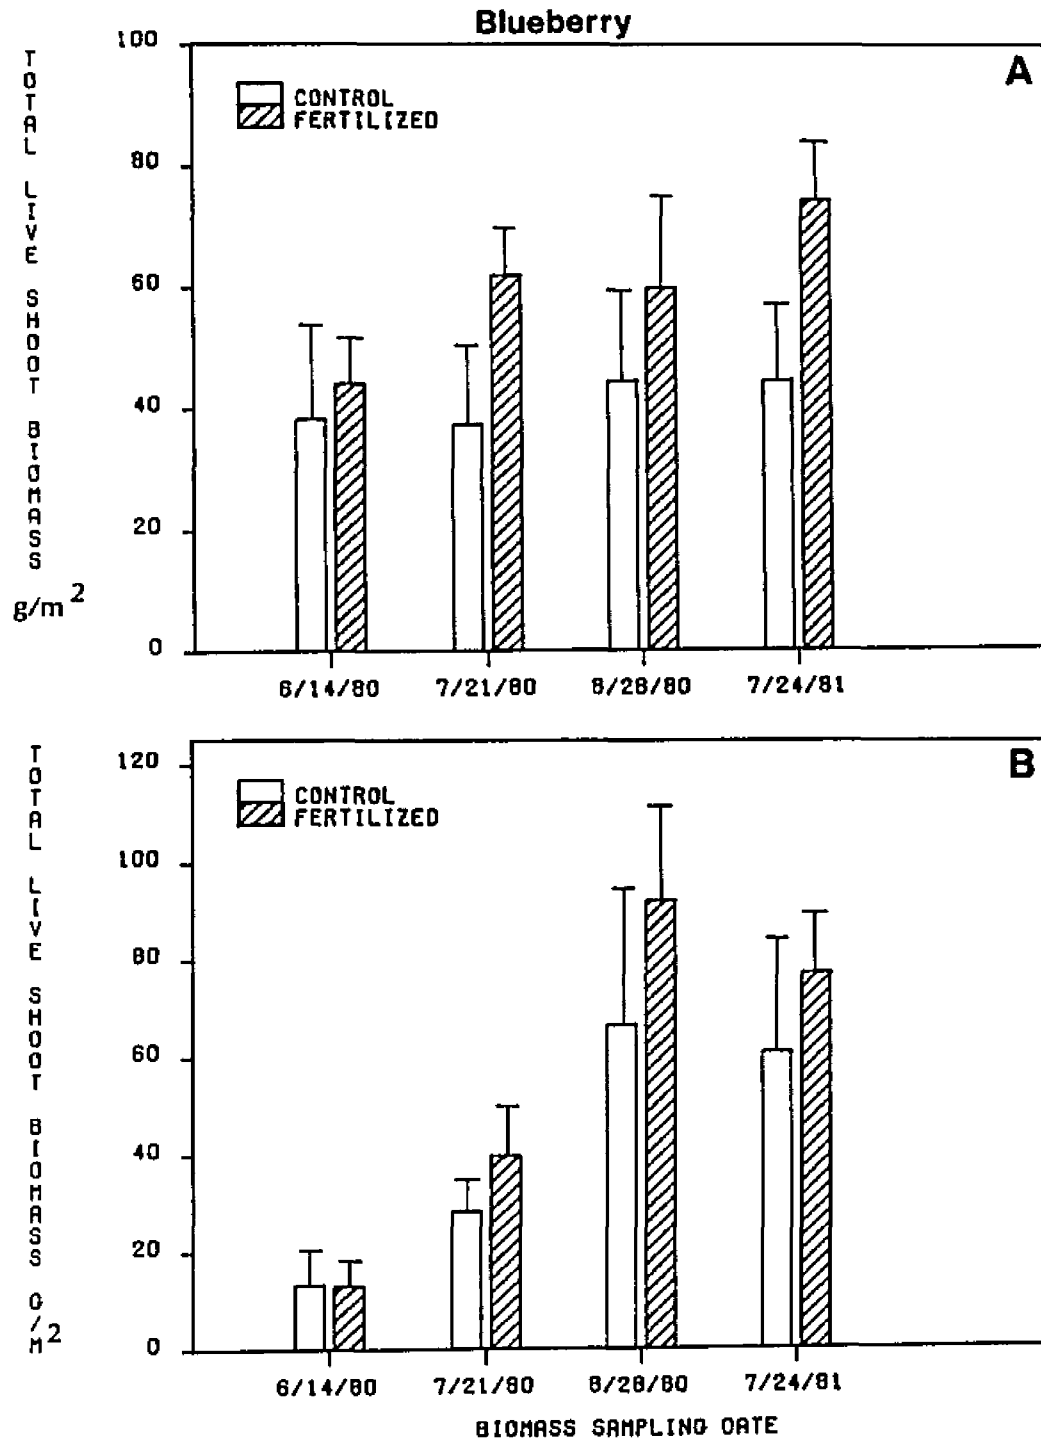 Blueberry
A
TOTAL LIVE SHOOT BIOMASS
g/m 2
100
80
60
40
20
0
CONTROL
FERTILIZED
6/14/80 7/21/80 8/28/80 7/24/81
B
TOTAL LIVE SHOOT BIOMASS G/M 2
120
100
80
60
40
20
0
CONTROL
FERTILIZED
6/14/80 7/21/80 8/28/80 7/24/81
BIOMASS SAMPLING DATE